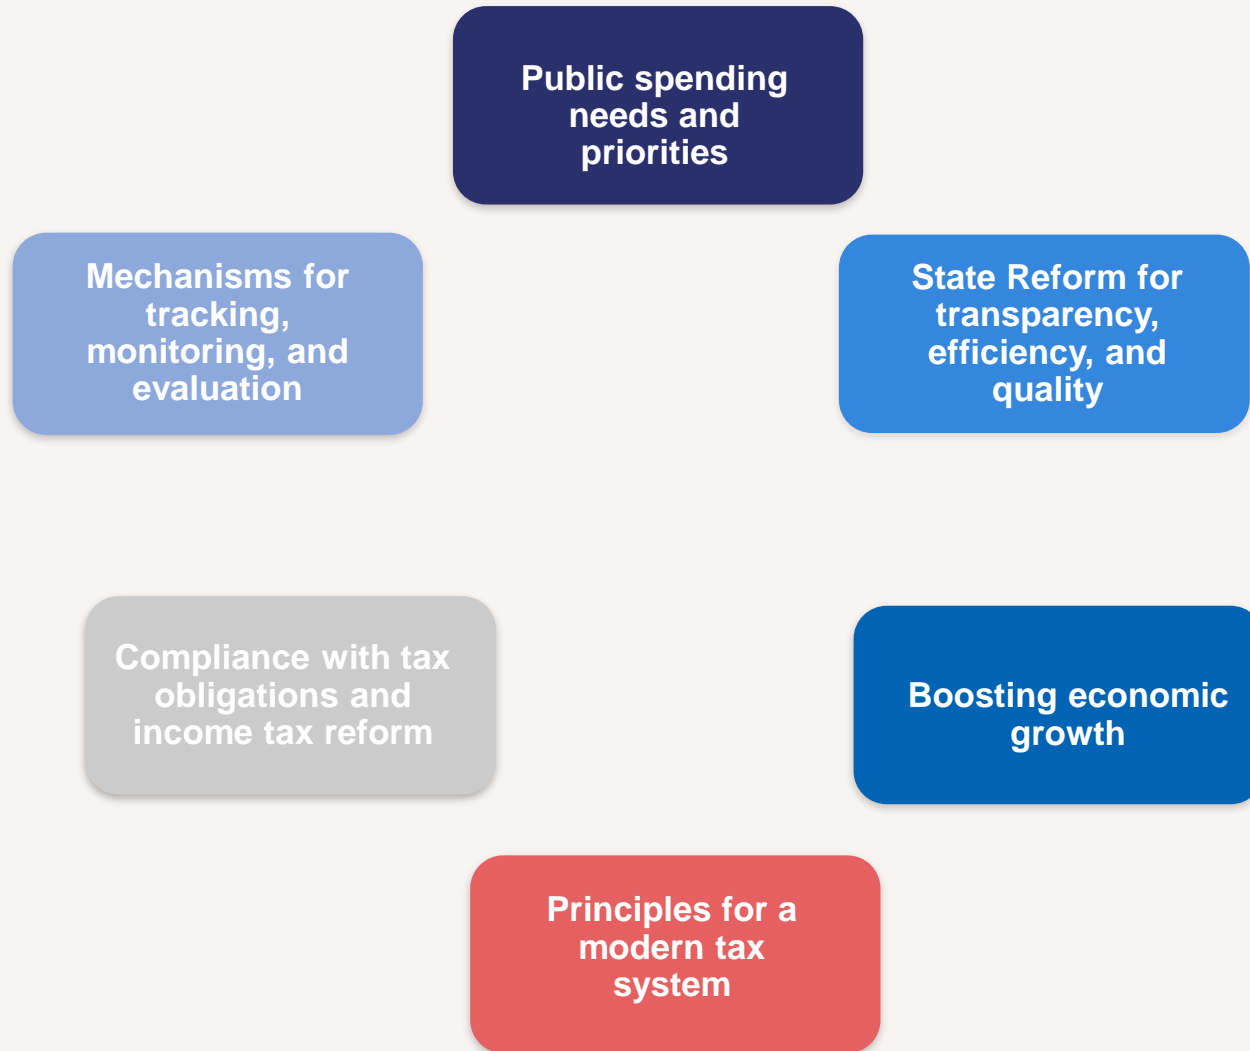 Public spending
needs and
priorities
Mechanisms for
tracking,
monitoring, and
evaluation
State Reform for
transparency,
efficiency, and
quality
Compliance with tax
obligations and
income tax reform
Boosting economic
growth
Principles for a
modern tax
system